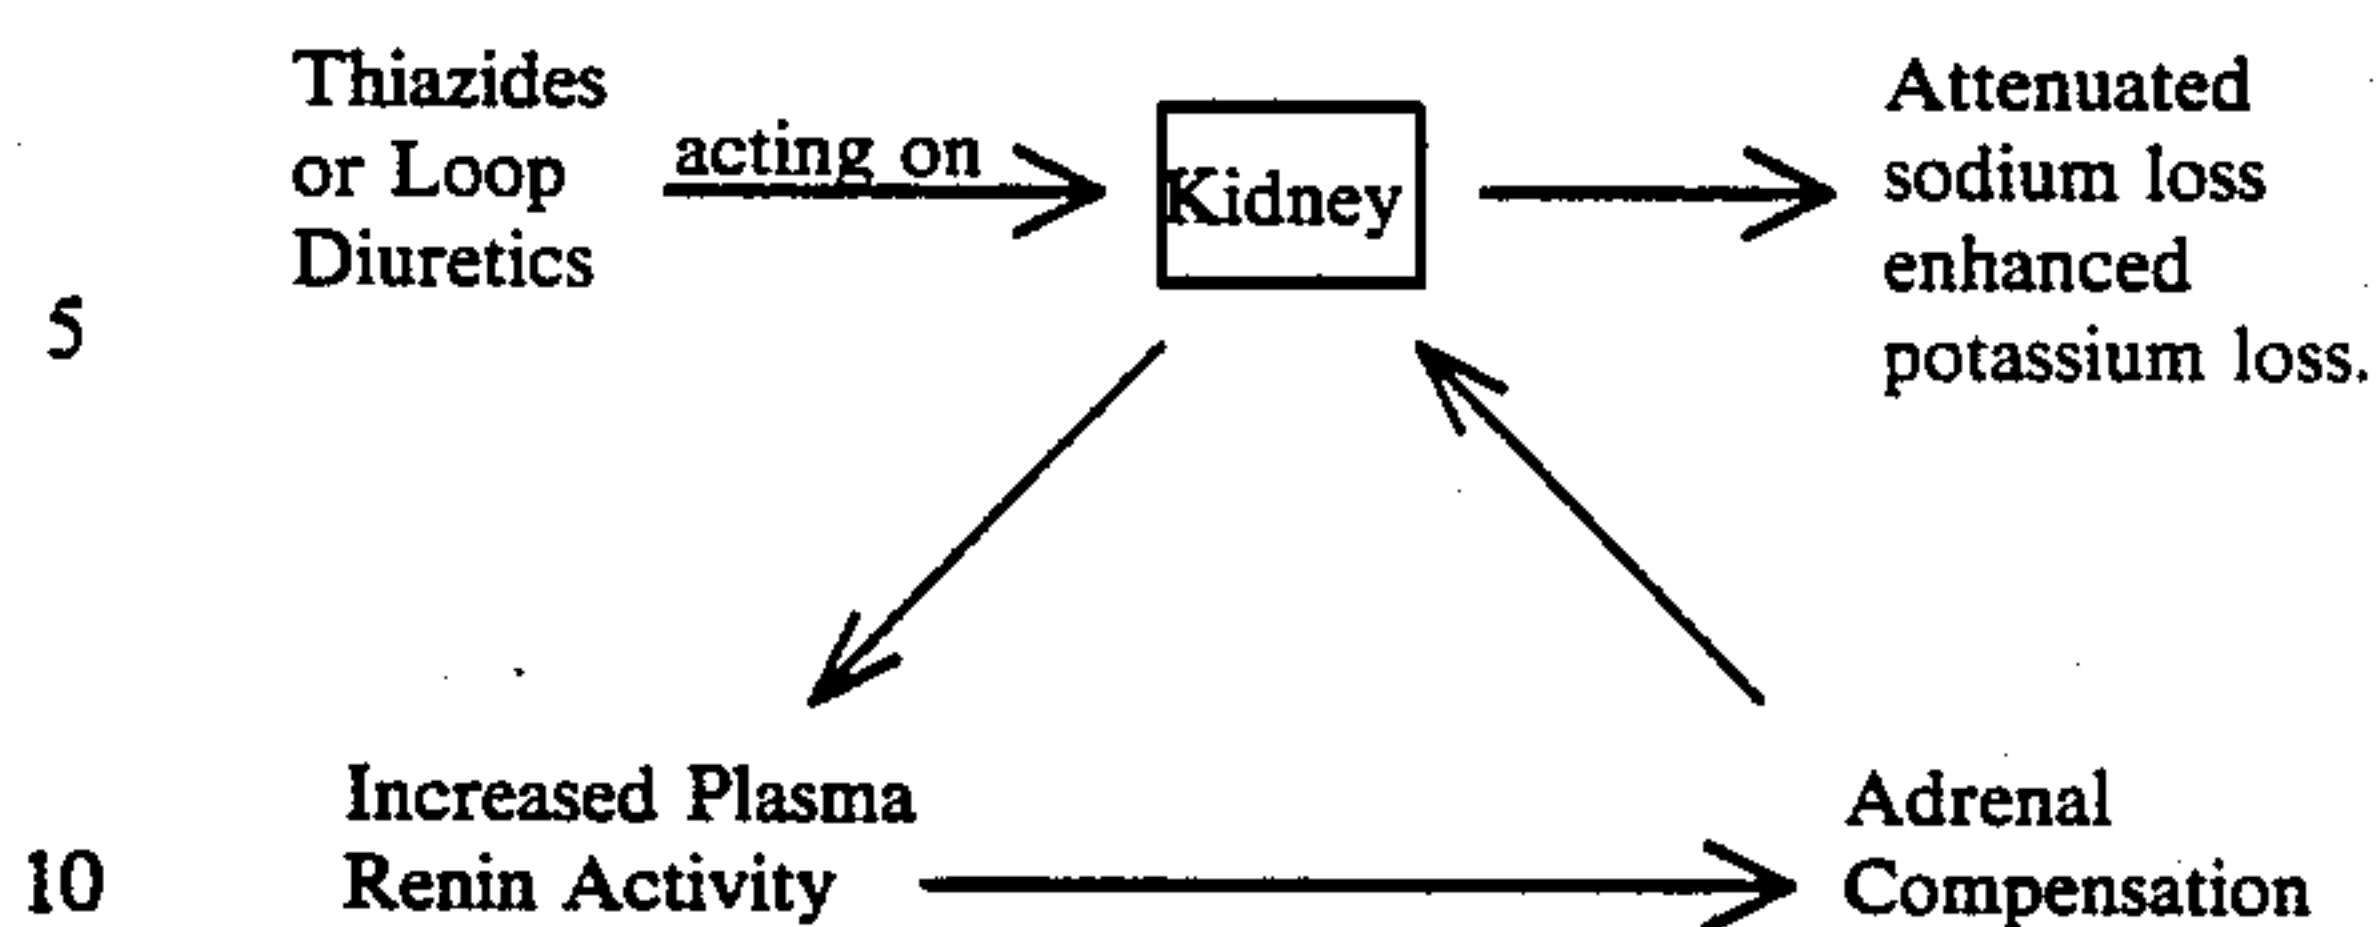 Thiazides
or Loop
Diuretics
acting on
Kidney
Attenuated
sodium loss
enhanced
potassium loss.
5
Increased Plasma
Renin Activity
Adrenal
Compensation
10